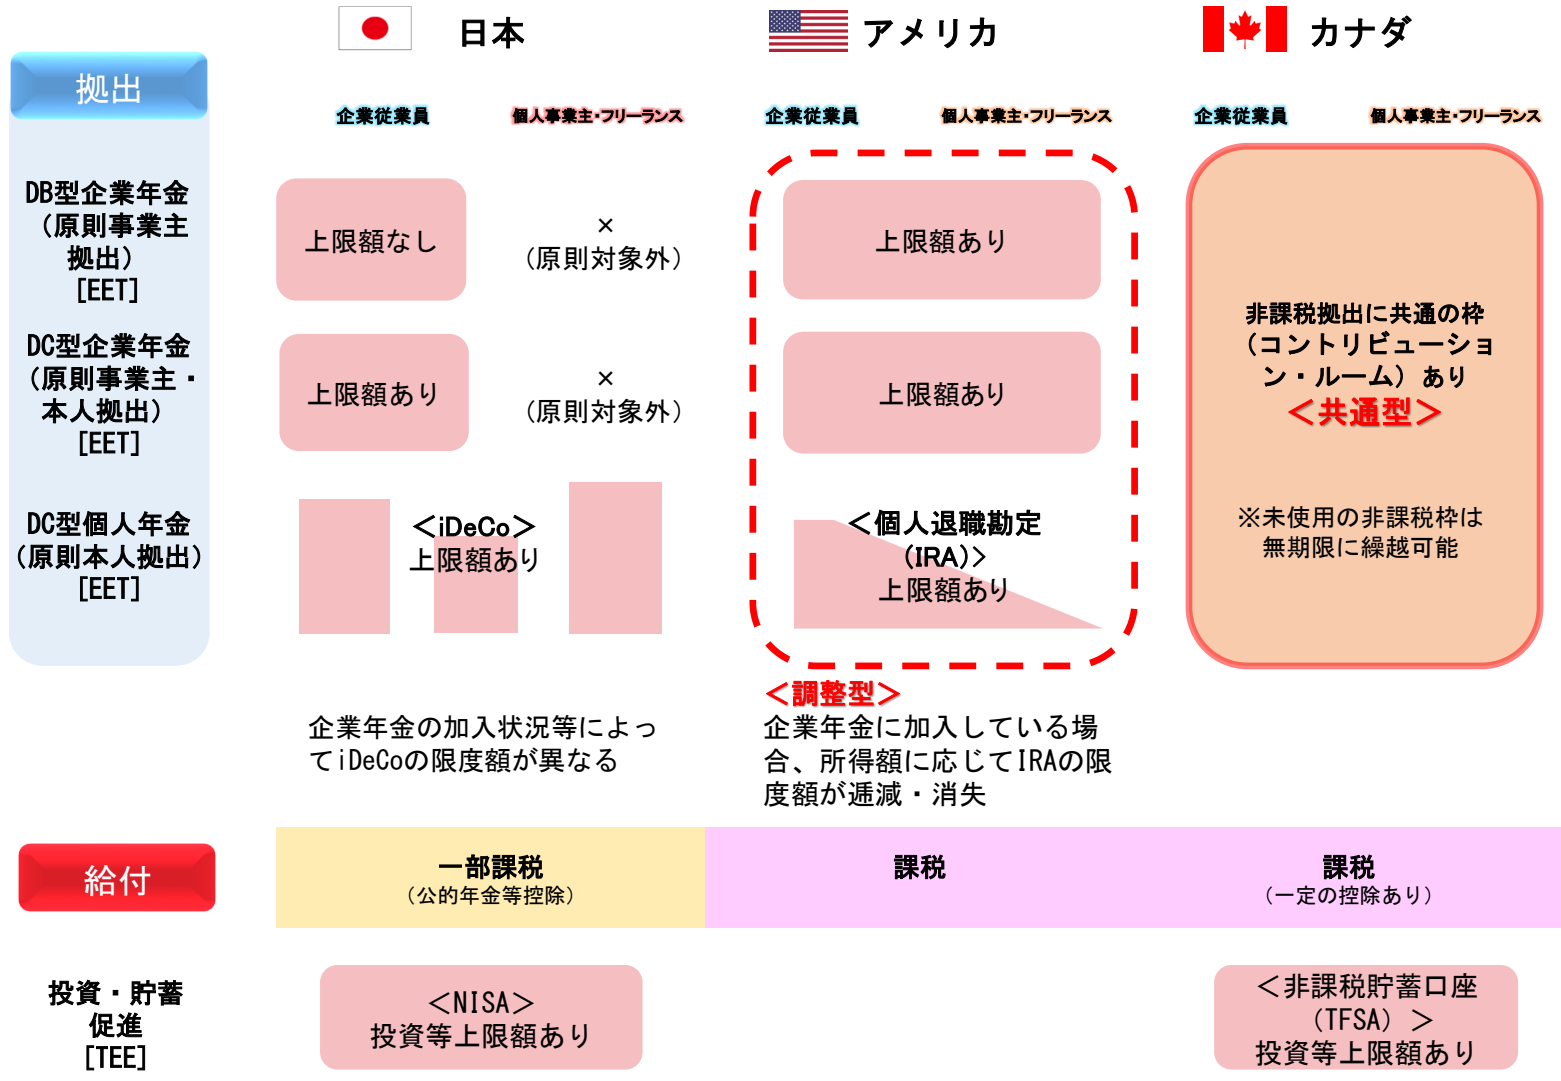 日本
アメリカ
カナダ
拠出
企業従業員
個人事業主・フリーランス
企業従業員
個人事業主・フリーランス
企業従業員
個人事業主・フリーランス
DB型企業年金
（原則事業主
拠出）
[EET]
上限額なし
×
（原則対象外）
上限額あり
DC型企業年金
（原則事業主・
本人拠出）
[EET]
上限額あり
×
（原則対象外）
上限額あり
DC型個人年金
（原則本人拠出）
[EET]
＜iDeCo＞
上限額あり
＜個人退職勘定
（IRA)＞
上限額あり
非課税拠出に共通の枠
（コントリビューショ
ン・ルーム）あり
＜共通型＞
※未使用の非課税枠は
無期限に繰越可能
企業年金の加入状況等によっ
てiDeCoの限度額が異なる
＜調整型＞
企業年金に加入している場
合、所得額に応じてIRAの限
度額が逓減・消失
給付
一部課税
（公的年金等控除）
課税
課税
（一定の控除あり）
投資・貯蓄
促進
[TEE]
＜NISA＞
投資等上限額あり
＜非課税貯蓄口座
（TFSA）＞
投資等上限額あり